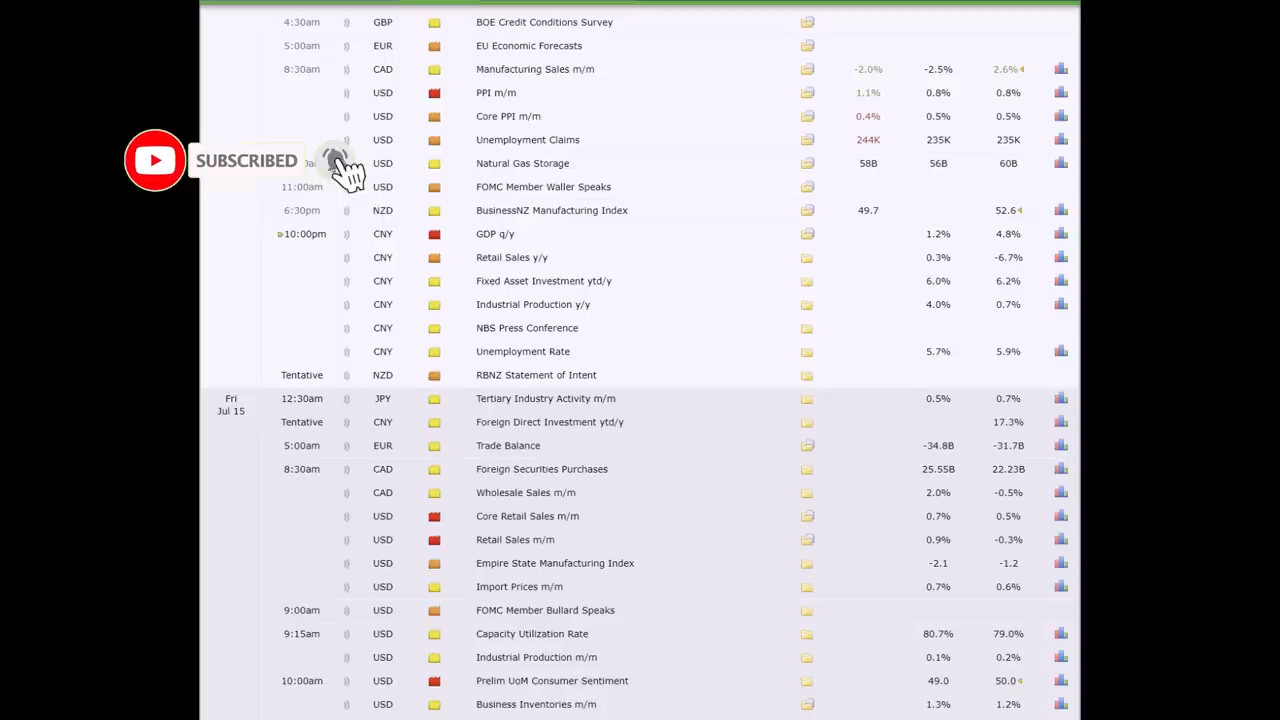 4:30am GBP BOE Credit Conditions Survey
5:00am EUR EU Economic Forecasts
8:30am CAD Manufacturing Sales m/m -2.0% -2.5% 2.6%
USD PPI m/m 1.1% 0.8% 0.8%
USD Core PPI m/m 0.4% 0.5% 0.5%
USD Unemployment Claims 244K 235K 235K
SUBSCRIBED
USD Natural Gas Storage 58B 56B 60B
11:00am USD FOMC Member Waller Speaks
6:30pm NZD BusinessNZ Manufacturing Index 49.7 52.6
10:00pm CNY GDP q/y 1.2% 4.8%
CNY Retail Sales y/y 0.3% -6.7%
CNY Fixed Asset Investment ytd/y 6.0% 6.2%
CNY Industrial Production y/y 4.0% 0.7%
CNY NBS Press Conference
CNY Unemployment Rate 5.7% 5.9%
Tentative NZD RBNZ Statement of Intent
Fri 12:30am JPY Tertiary Industry Activity m/m 0.5% 0.7%
Jul 15
Tentative CNY Foreign Direct Investment ytd/y 17.3%
5:00am EUR Trade Balance -34.8B -31.7B
8:30am CAD Foreign Securities Purchases 25.55B 22.23B
CAD Wholesale Sales m/m 2.0% -0.5%
USD Core Retail Sales m/m 0.7% 0.5%
USD Retail Sales m/m 0.9% -0.3%
USD Empire State Manufacturing Index -2.1 -1.2
USD Import Prices m/m 0.7% 0.6%
9:00am USD FOMC Member Bullard Speaks
9:15am USD Capacity Utilization Rate 80.7% 79.0%
USD Industrial Production m/m 0.1% 0.2%
10:00am USD Prelim UoM Consumer Sentiment 49.0 50.0
USD Business Inventories m/m 1.3% 1.2%